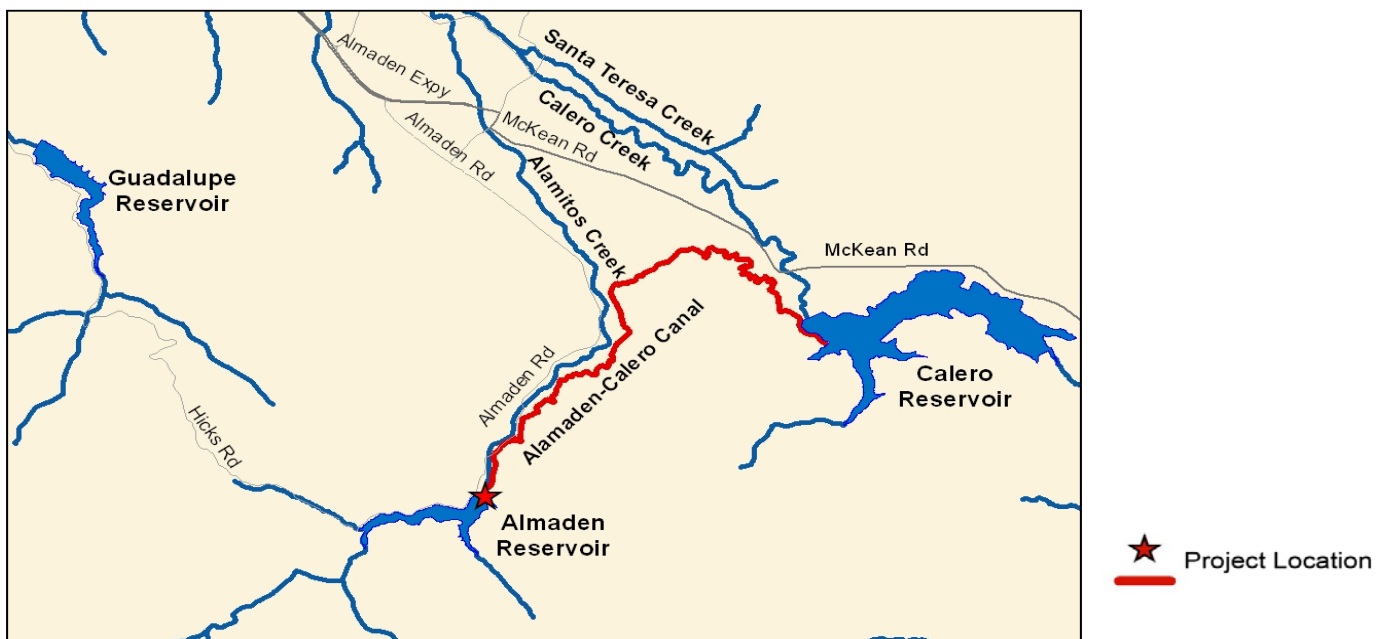 Santa Teresa Creek
Almaden Expy
Calero Creek
McKean Rd
Almaden Rd
Alamitos Creek
Guadalupe
Reservoir
McKean Rd
Alamaden-Calero Canal
Almaden Rd
Calero
Reservoir
Hicks Rd
Almaden
Reservoir
Project Location